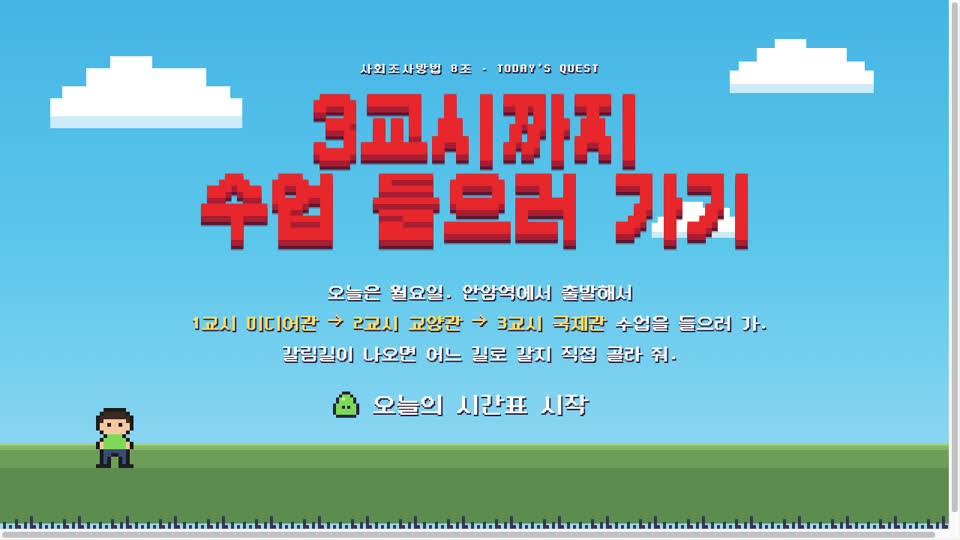 사회조사방법 8조 · TODAY'S QUEST
3교시까지
수업 들으러 가기
오늘은 월요일. 안암역에서 출발해서
1교시 미디어관 → 2교시 교양관 → 3교시 국제관 수업을 들으러 가.
갈림길이 나오면 어느 길로 갈지 직접 골라 줘.
오늘의 시간표 시작